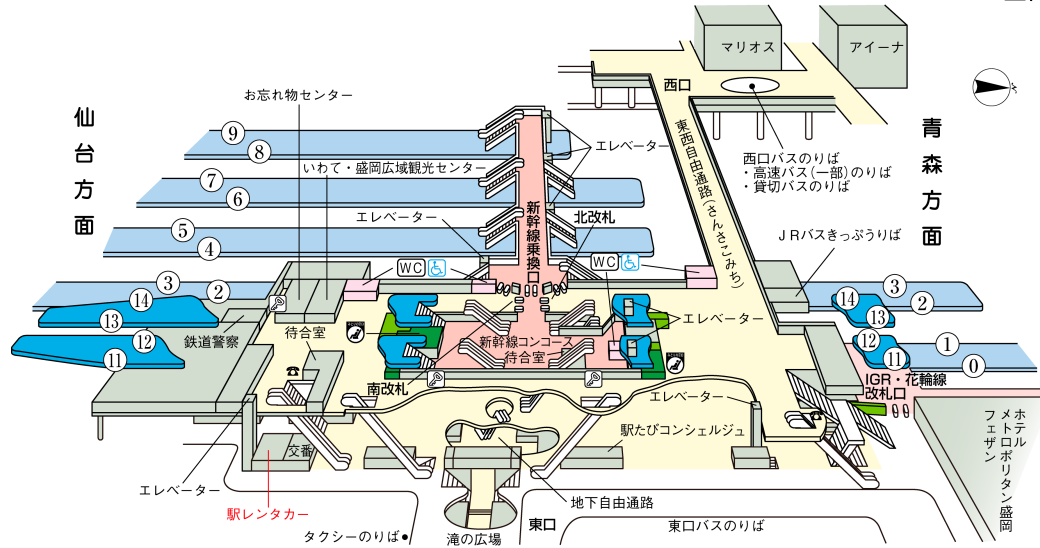 マリオス
アイーナ
西口
お忘れ物センター
仙台方面
青森方面
東西自由通路(さんさこみち)
9
8
エレベーター
西口バスのりば
・高速バス(一部)のりば
・貸切バスのりば
いわて・盛岡広域観光センター
7
6
エレベーター
北改札
新幹線乗換口
5
4
JRバスきっぷうりば
WC
WC
3
2
14
13
3
2
14
13
エレベーター
待合室
鉄道警察
新幹線コンコース
待合室
12
11
12
11
1
0
南改札
IGR・花輪線
改札口
エレベーター
駅たびコンシェルジュ
ホテル
メトロポリタン盛岡
フェザン
交番
エレベーター
駅レンタカー
地下自由通路
タクシーのりば
滝の広場
東口
東口バスのりば